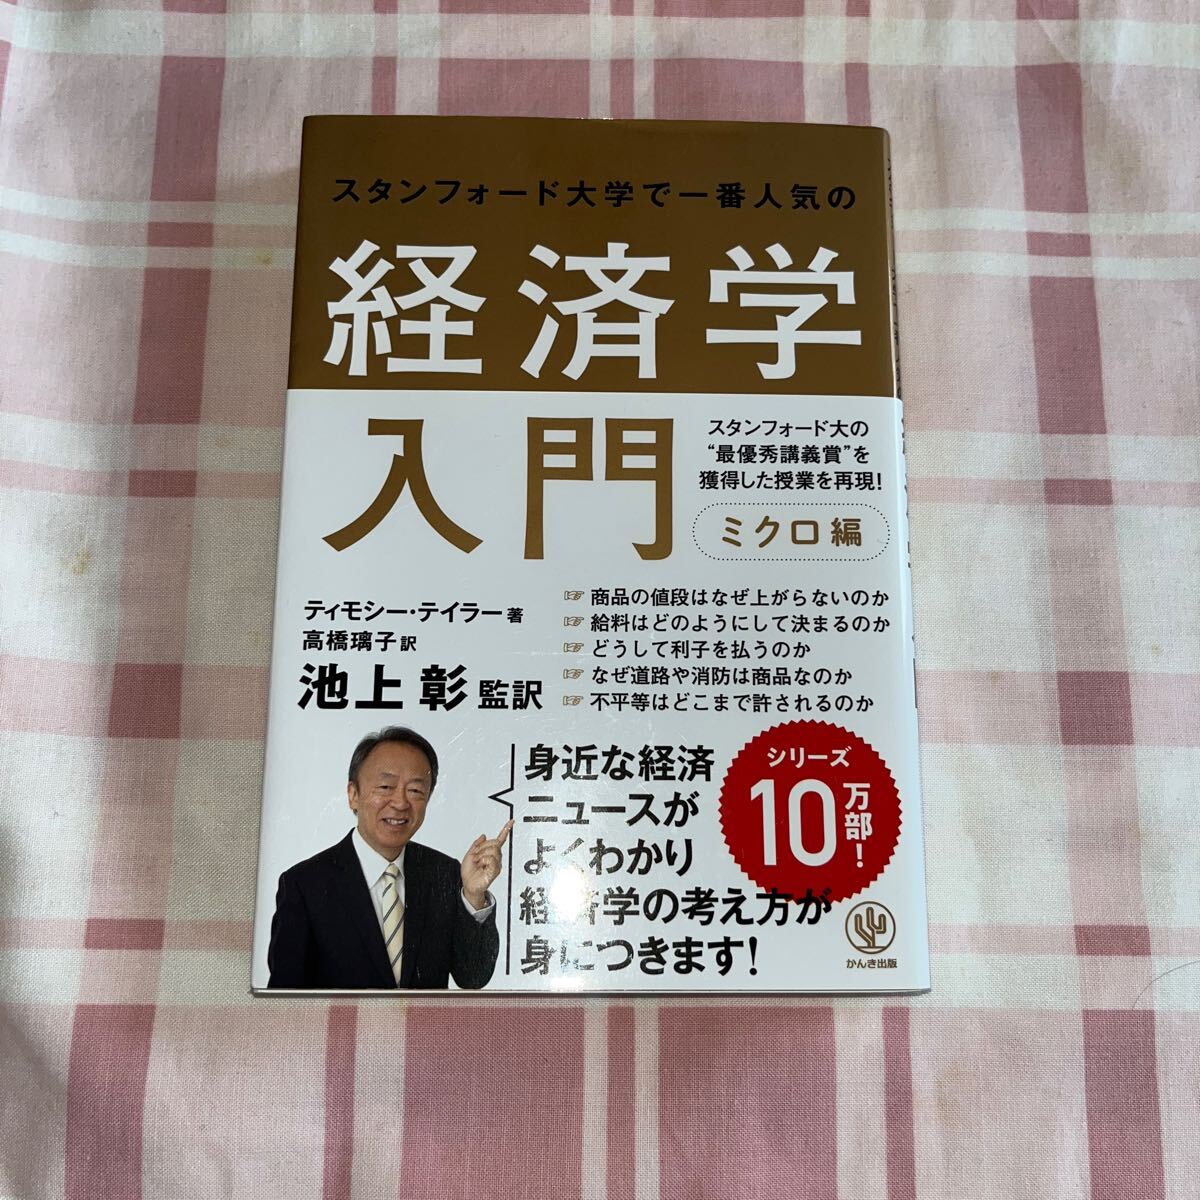 スタンフォード大学で一番人気の
経済学
入門
スタンフォード大の
“最優秀講義賞”を
獲得した授業を再現！
ミクロ編
ティモシー・テイラー 著
高橋璃子 訳
池上 彰 監訳
☞ 商品の値段はなぜ上がらないのか
☞ 給料はどのようにして決まるのか
☞ どうして利子を払うのか
☞ なぜ道路や消防は商品なのか
☞ 不平等はどこまで許されるのか
身近な経済
ニュースが
よくわかり
経済学の考え方が
身につきます！
シリーズ
10万部！
かんき出版